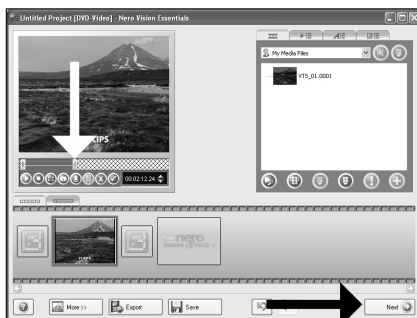 Untitled Project [DVD-Video] - Nero Vision Essentials
My Media Files
VTS_01.0001
00:02:12.24
nero
More >>
Export
Save
Next